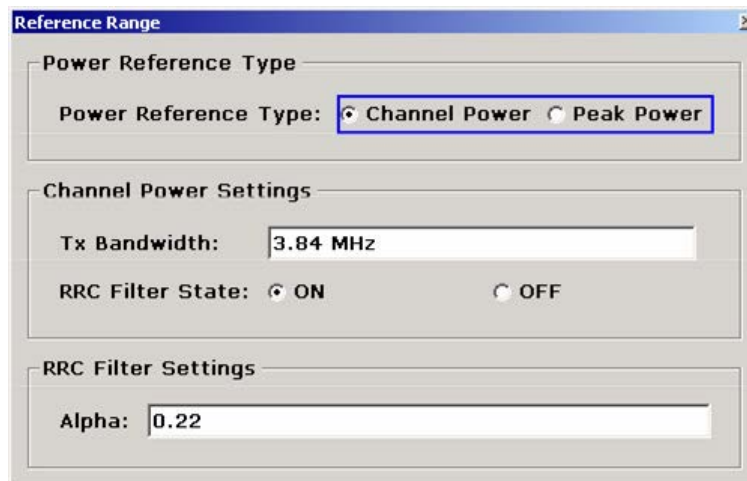 Reference Range
Power Reference Type
Power Reference Type: Channel Power Peak Power
Channel Power Settings
Tx Bandwidth: 3.84 MHz
RRC Filter State: ON OFF
RRC Filter Settings
Alpha: 0.22